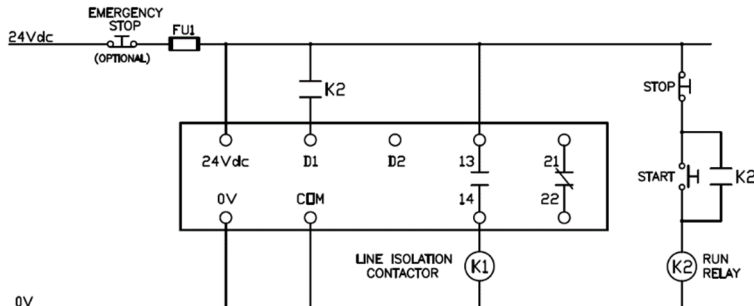 EMERGENCY
STOP
FU1
24Vdc
(OPTIONAL)
K2
STOP
24Vdc D1 D2 13 21
START K2
0V COM 14 22
LINE ISOLATION
CONTACTOR
K1
K2
RUN
RELAY
0V